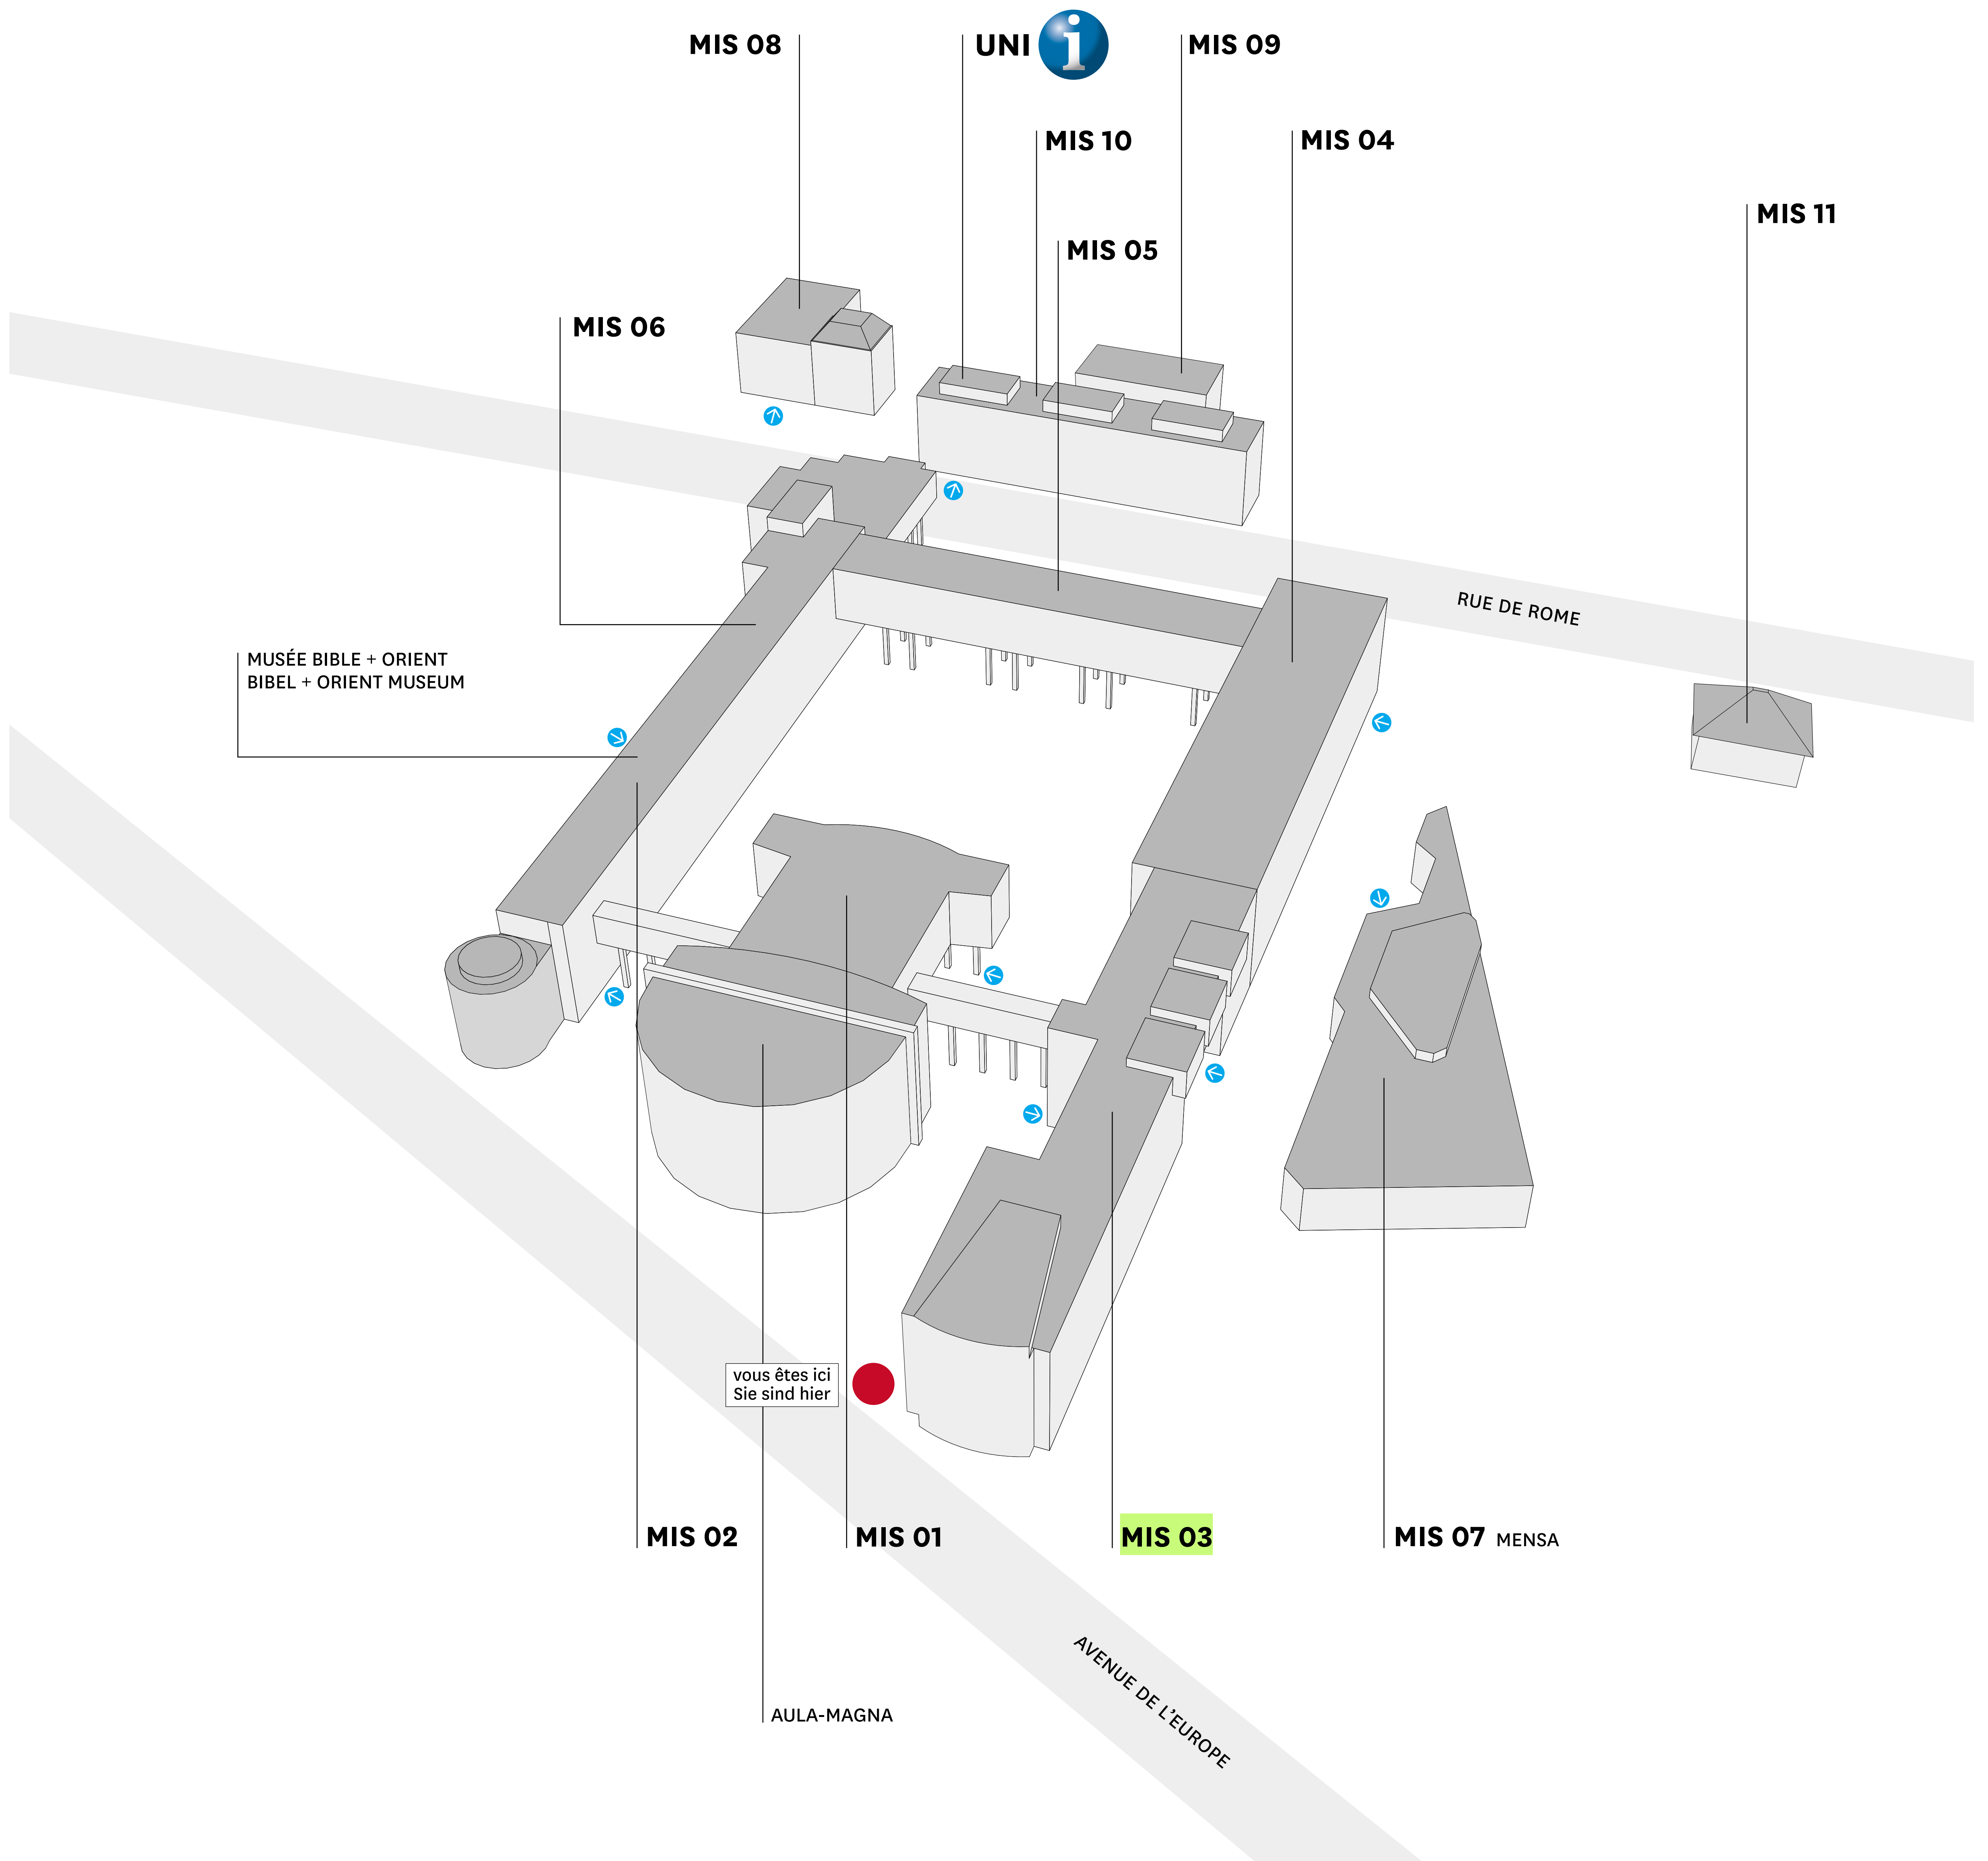 MIS 08
UNI i
MIS 09
MIS 10
MIS 04
MIS 11
MIS 05
MIS 06
RUE DE ROME
MUSÉE BIBLE + ORIENT
BIBEL + ORIENT MUSEUM
vous êtes ici
Sie sind hier
MIS 02
MIS 01
MIS 03
MIS 07 MENSA
AULA-MAGNA
AVENUE DE L'EUROPE